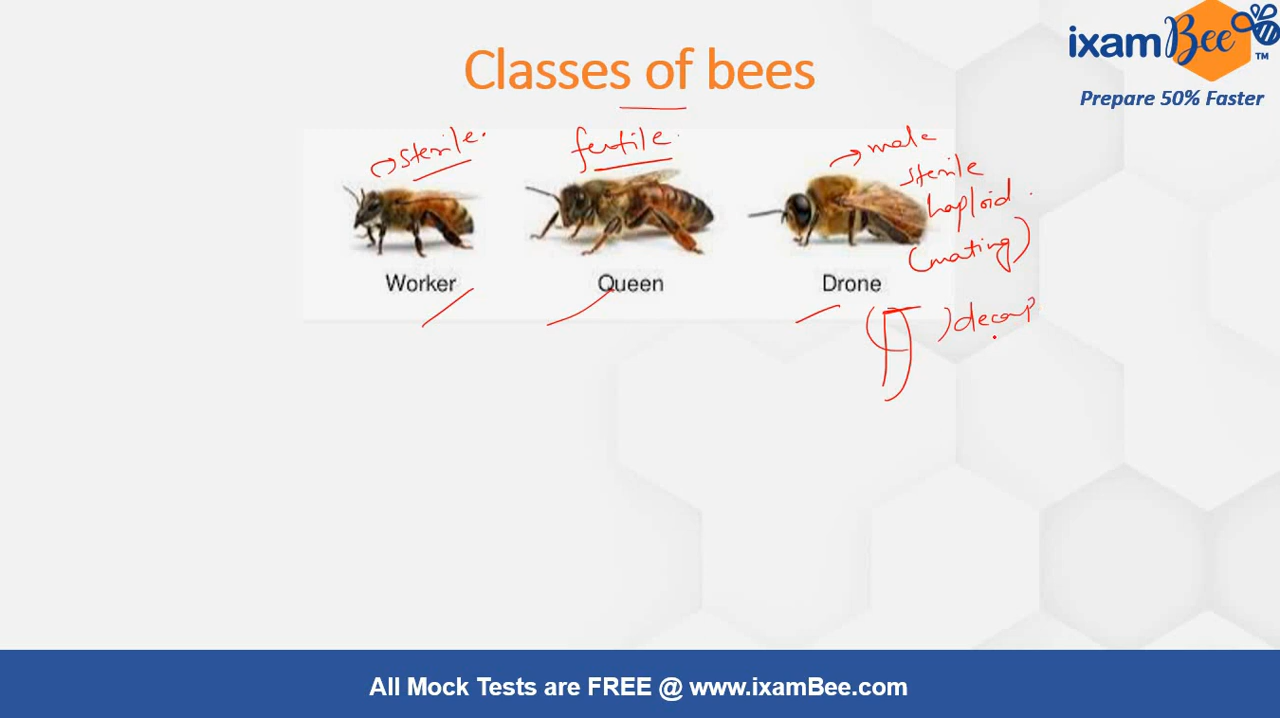 ixamBee
TM
Prepare 50% Faster
Classes of bees
sterile.
fertile.
male
sterile
haploid.
(mating)
Worker
Queen
Drone
All Mock Tests are FREE @ www.ixamBee.com